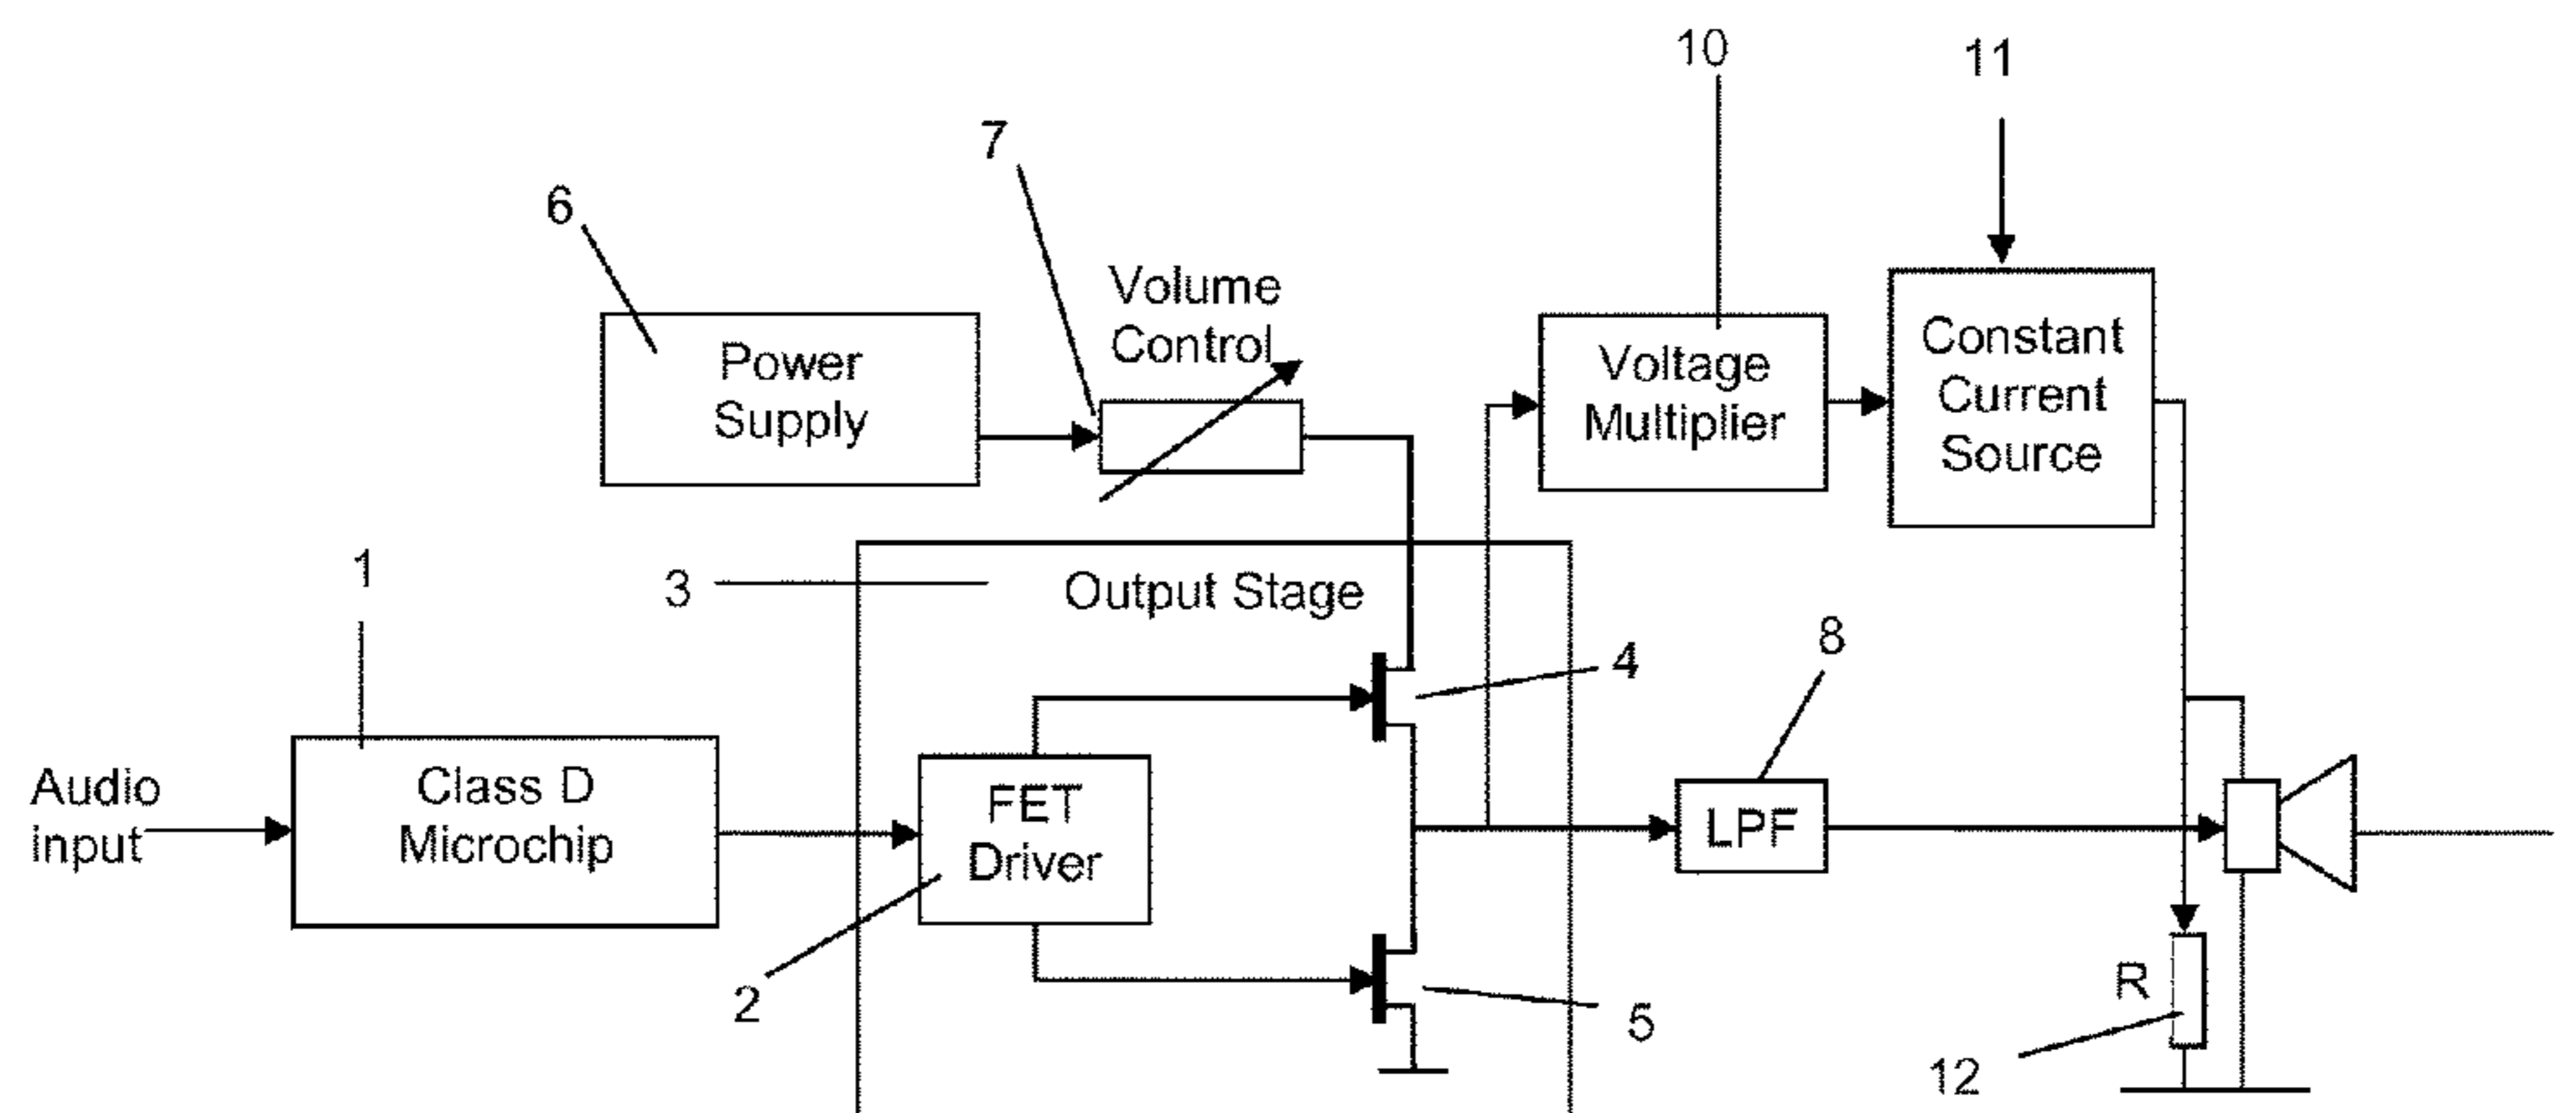 10
11
7
6
Volume
Control
Power
Supply
Voltage
Multiplier
Constant
Current
Source
1
3
Output Stage
4
8
Audio
input
Class D
Microchip
FET
Driver
LPF
2
5
R
12